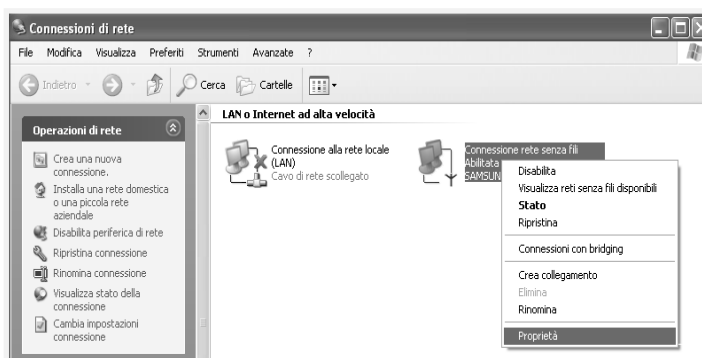 Connessioni di rete
File Modifica Visualizza Preferiti Strumenti Avanzate ?
Indietro Cerca Cartelle
Operazioni di rete
Crea una nuova
connessione.
Installa una rete domestica
o una piccola rete
aziendale
Disabilita periferica di rete
Ripristina connessione
Rinomina connessione
Visualizza stato della
connessione
Cambia impostazioni
connessione
LAN o Internet ad alta velocità
Connessione alla rete locale
(LAN)
Cavo di rete scollegato
Connessione rete senza fili
Abilitata
SAMSUN
Disabilita
Visualizza reti senza fili disponibili
Stato
Ripristina
Connessioni con bridging
Crea collegamento
Elimina
Rinomina
Proprietà